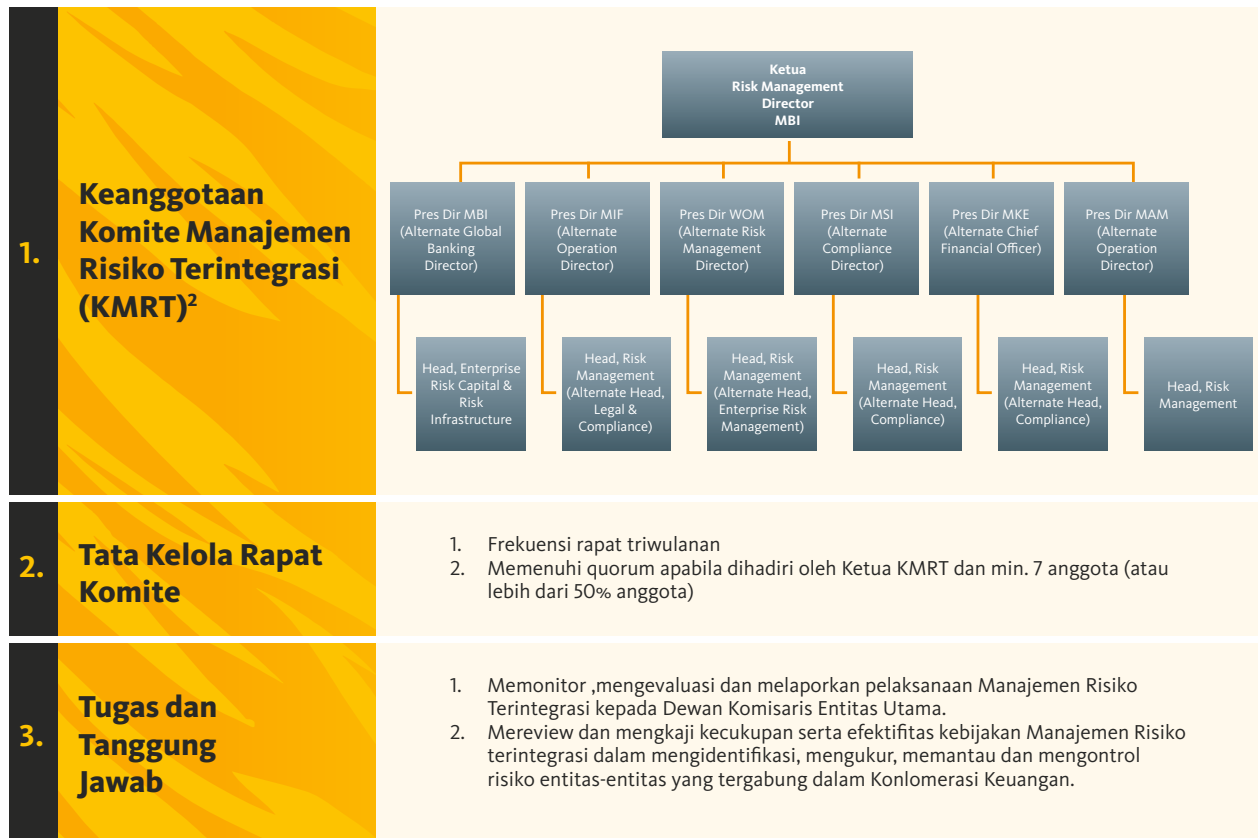 1.
Keanggotaan
Komite Manajemen
Risiko Terintegrasi
(KMRT)²
Ketua
Risk Management
Director
MBI
Pres Dir MBI
(Alternate Global
Banking
Director)
Pres Dir MIF
(Alternate
Operation
Director)
Pres Dir WOM
(Alternate Risk
Management
Director)
Pres Dir MSI
(Alternate
Compliance
Director)
Pres Dir MKE
(Alternate Chief
Financial Officer)
Pres Dir MAM
(Alternate
Operation
Director)
Head, Enterprise
Risk Capital &
Risk
Infrastructure
Head, Risk
Management
(Alternate Head,
Legal &
Compliance)
Head, Risk
Management
(Alternate Head,
Enterprise Risk
Management)
Head, Risk
Management
(Alternate Head,
Compliance)
Head, Risk
Management
(Alternate Head,
Compliance)
Head, Risk
Management
2.
Tata Kelola Rapat
Komite
1. Frekuensi rapat triwulanan
2. Memenuhi quorum apabila dihadiri oleh Ketua KMRT dan min. 7 anggota (atau
lebih dari 50% anggota)
3.
Tugas dan
Tanggung
Jawab
1. Memonitor ,mengevaluasi dan melaporkan pelaksanaan Manajemen Risiko
Terintegrasi kepada Dewan Komisaris Entitas Utama.
2. Mereview dan mengkaji kecukupan serta efektifitas kebijakan Manajemen Risiko
terintegrasi dalam mengidentifikasi, mengukur, memantau dan mengontrol
risiko entitas-entitas yang tergabung dalam Konlomerasi Keuangan.